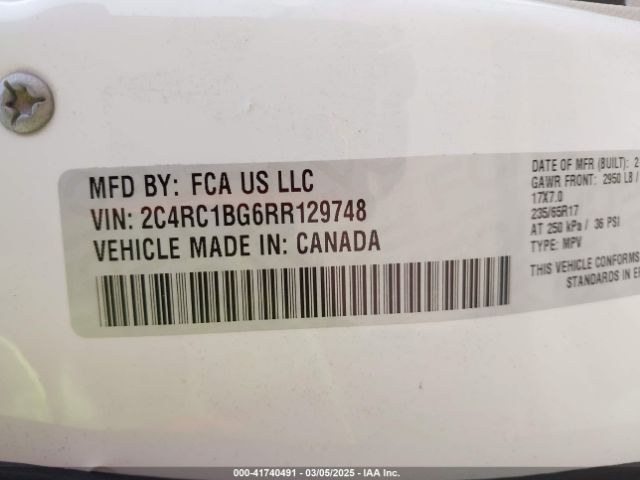 MFD BY: FCA US LLC
VIN: 2C4RC1BG6RR129748
VEHICLE MADE IN: CANADA
DATE OF MFR (BUILT): 2
GAWR FRONT: 2950 LB /
17X7.0
235/65R17
AT 250 kPa / 36 PSI
TYPE: MPV
THIS VEHICLE CONFORMS
STANDARDS IN E
000-41740491 - 03/05/2025 - IAA Inc.